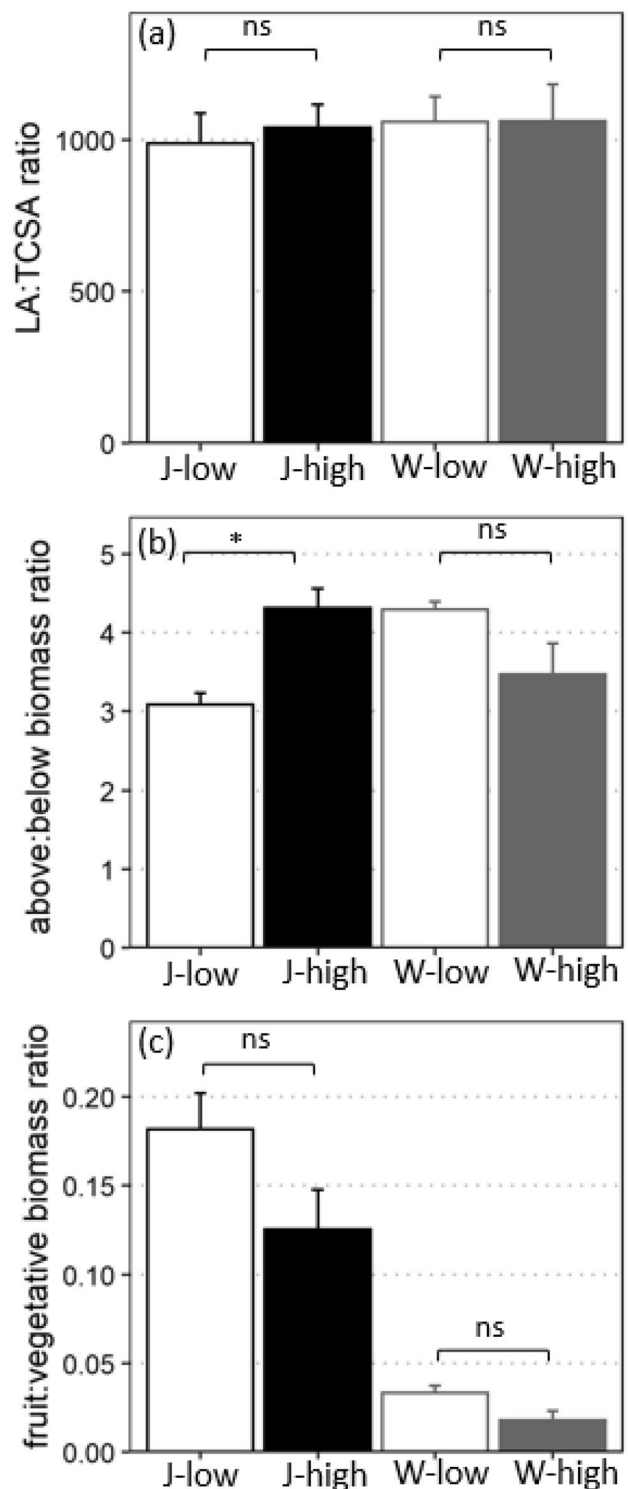 (a)
ns
ns
LA:TCSA ratio
1000
500
0
J-low J-high W-low W-high
(b)
*
ns
above:below biomass ratio
5
4
3
2
1
0
J-low J-high W-low W-high
(c)
ns
ns
fruit:vegetative biomass ratio
0.20
0.15
0.10
0.05
0.00
J-low J-high W-low W-high